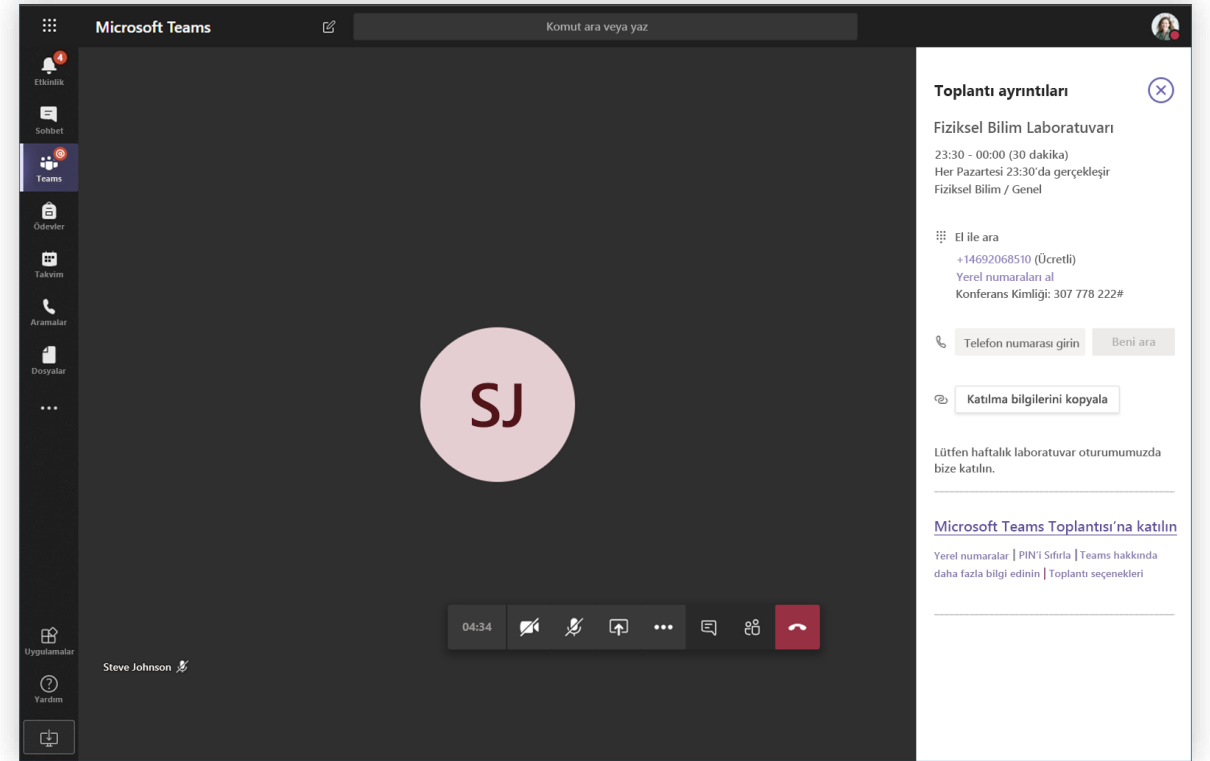 Microsoft Teams
Komut ara veya yaz
4
Etkinlik
Sohbet
@
Teams
Ödevler
Takvim
Aramalar
Dosyalar
Uygulamalar
Yardım
SJ
04:34
Steve Johnson
Toplantı ayrıntıları
Fiziksel Bilim Laboratuvarı
23:30 - 00:00 (30 dakika)
Her Pazartesi 23:30'da gerçekleşir
Fiziksel Bilim / Genel
El ile ara
+14692068510 (Ücretli)
Yerel numaraları al
Konferans Kimliği: 307 778 222#
Telefon numarası girin
Beni ara
Katılma bilgilerini kopyala
Lütfen haftalık laboratuvar oturumumuzda
bize katılın.
Microsoft Teams Toplantısı'na katılın
Yerel numaralar | PIN'i Sıfırla | Teams hakkında
daha fazla bilgi edinin | Toplantı seçenekleri